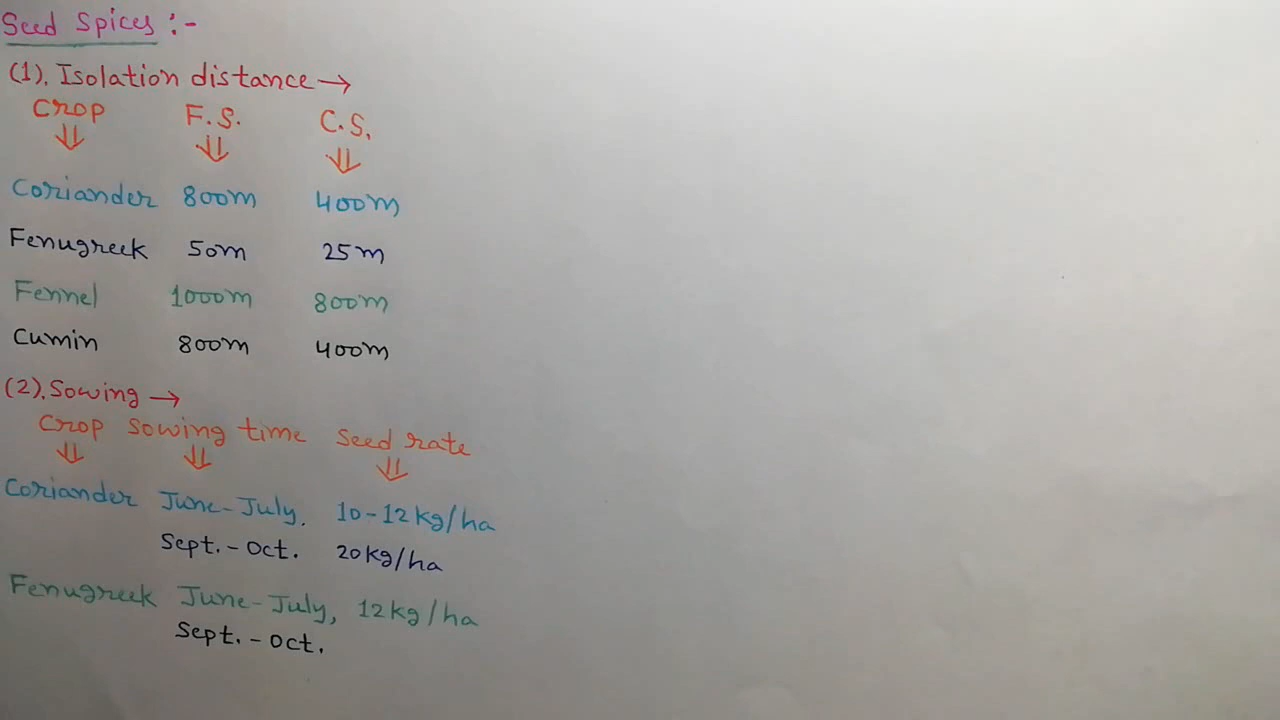 Seed Spices :-
(1). Isolation distance →
Crop F.S. C.S.
⇓ ⇓ ⇓
Coriander 800m 400m
Fenugreek 50m 25m
Fennel 1000m 800m
Cumin 800m 400m
(2). Sowing →
Crop Sowing time Seed rate
⇓ ⇓ ⇓
Coriander June-July, 10-12kg/ha
Sept.-Oct. 20kg/ha
Fenugreek June-July, 12kg/ha
Sept.-Oct.